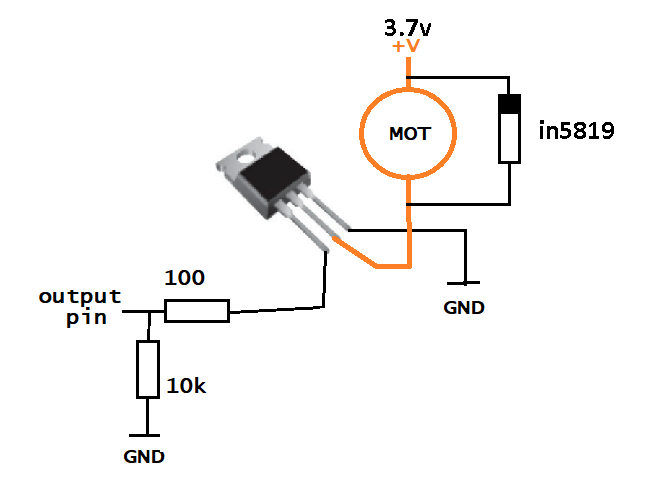 3.7v
+V
MOT
in5819
100
output
pin
GND
10k
GND